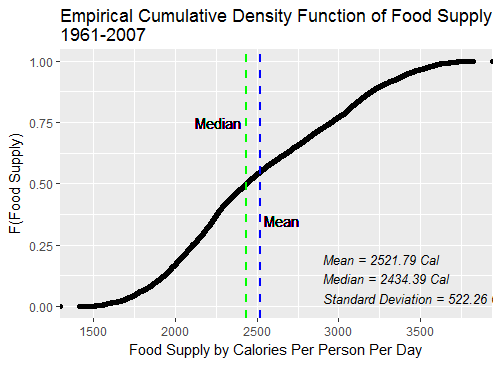 Empirical Cumulative Density Function of Food Supply
1961-2007
1.00
0.75
0.50
0.25
0.00
F(Food Supply)
Median
Mean
Mean = 2521.79 Cal
Median = 2434.39 Cal
Standard Deviation = 522.26
1500 2000 2500 3000 3500
Food Supply by Calories Per Person Per Day